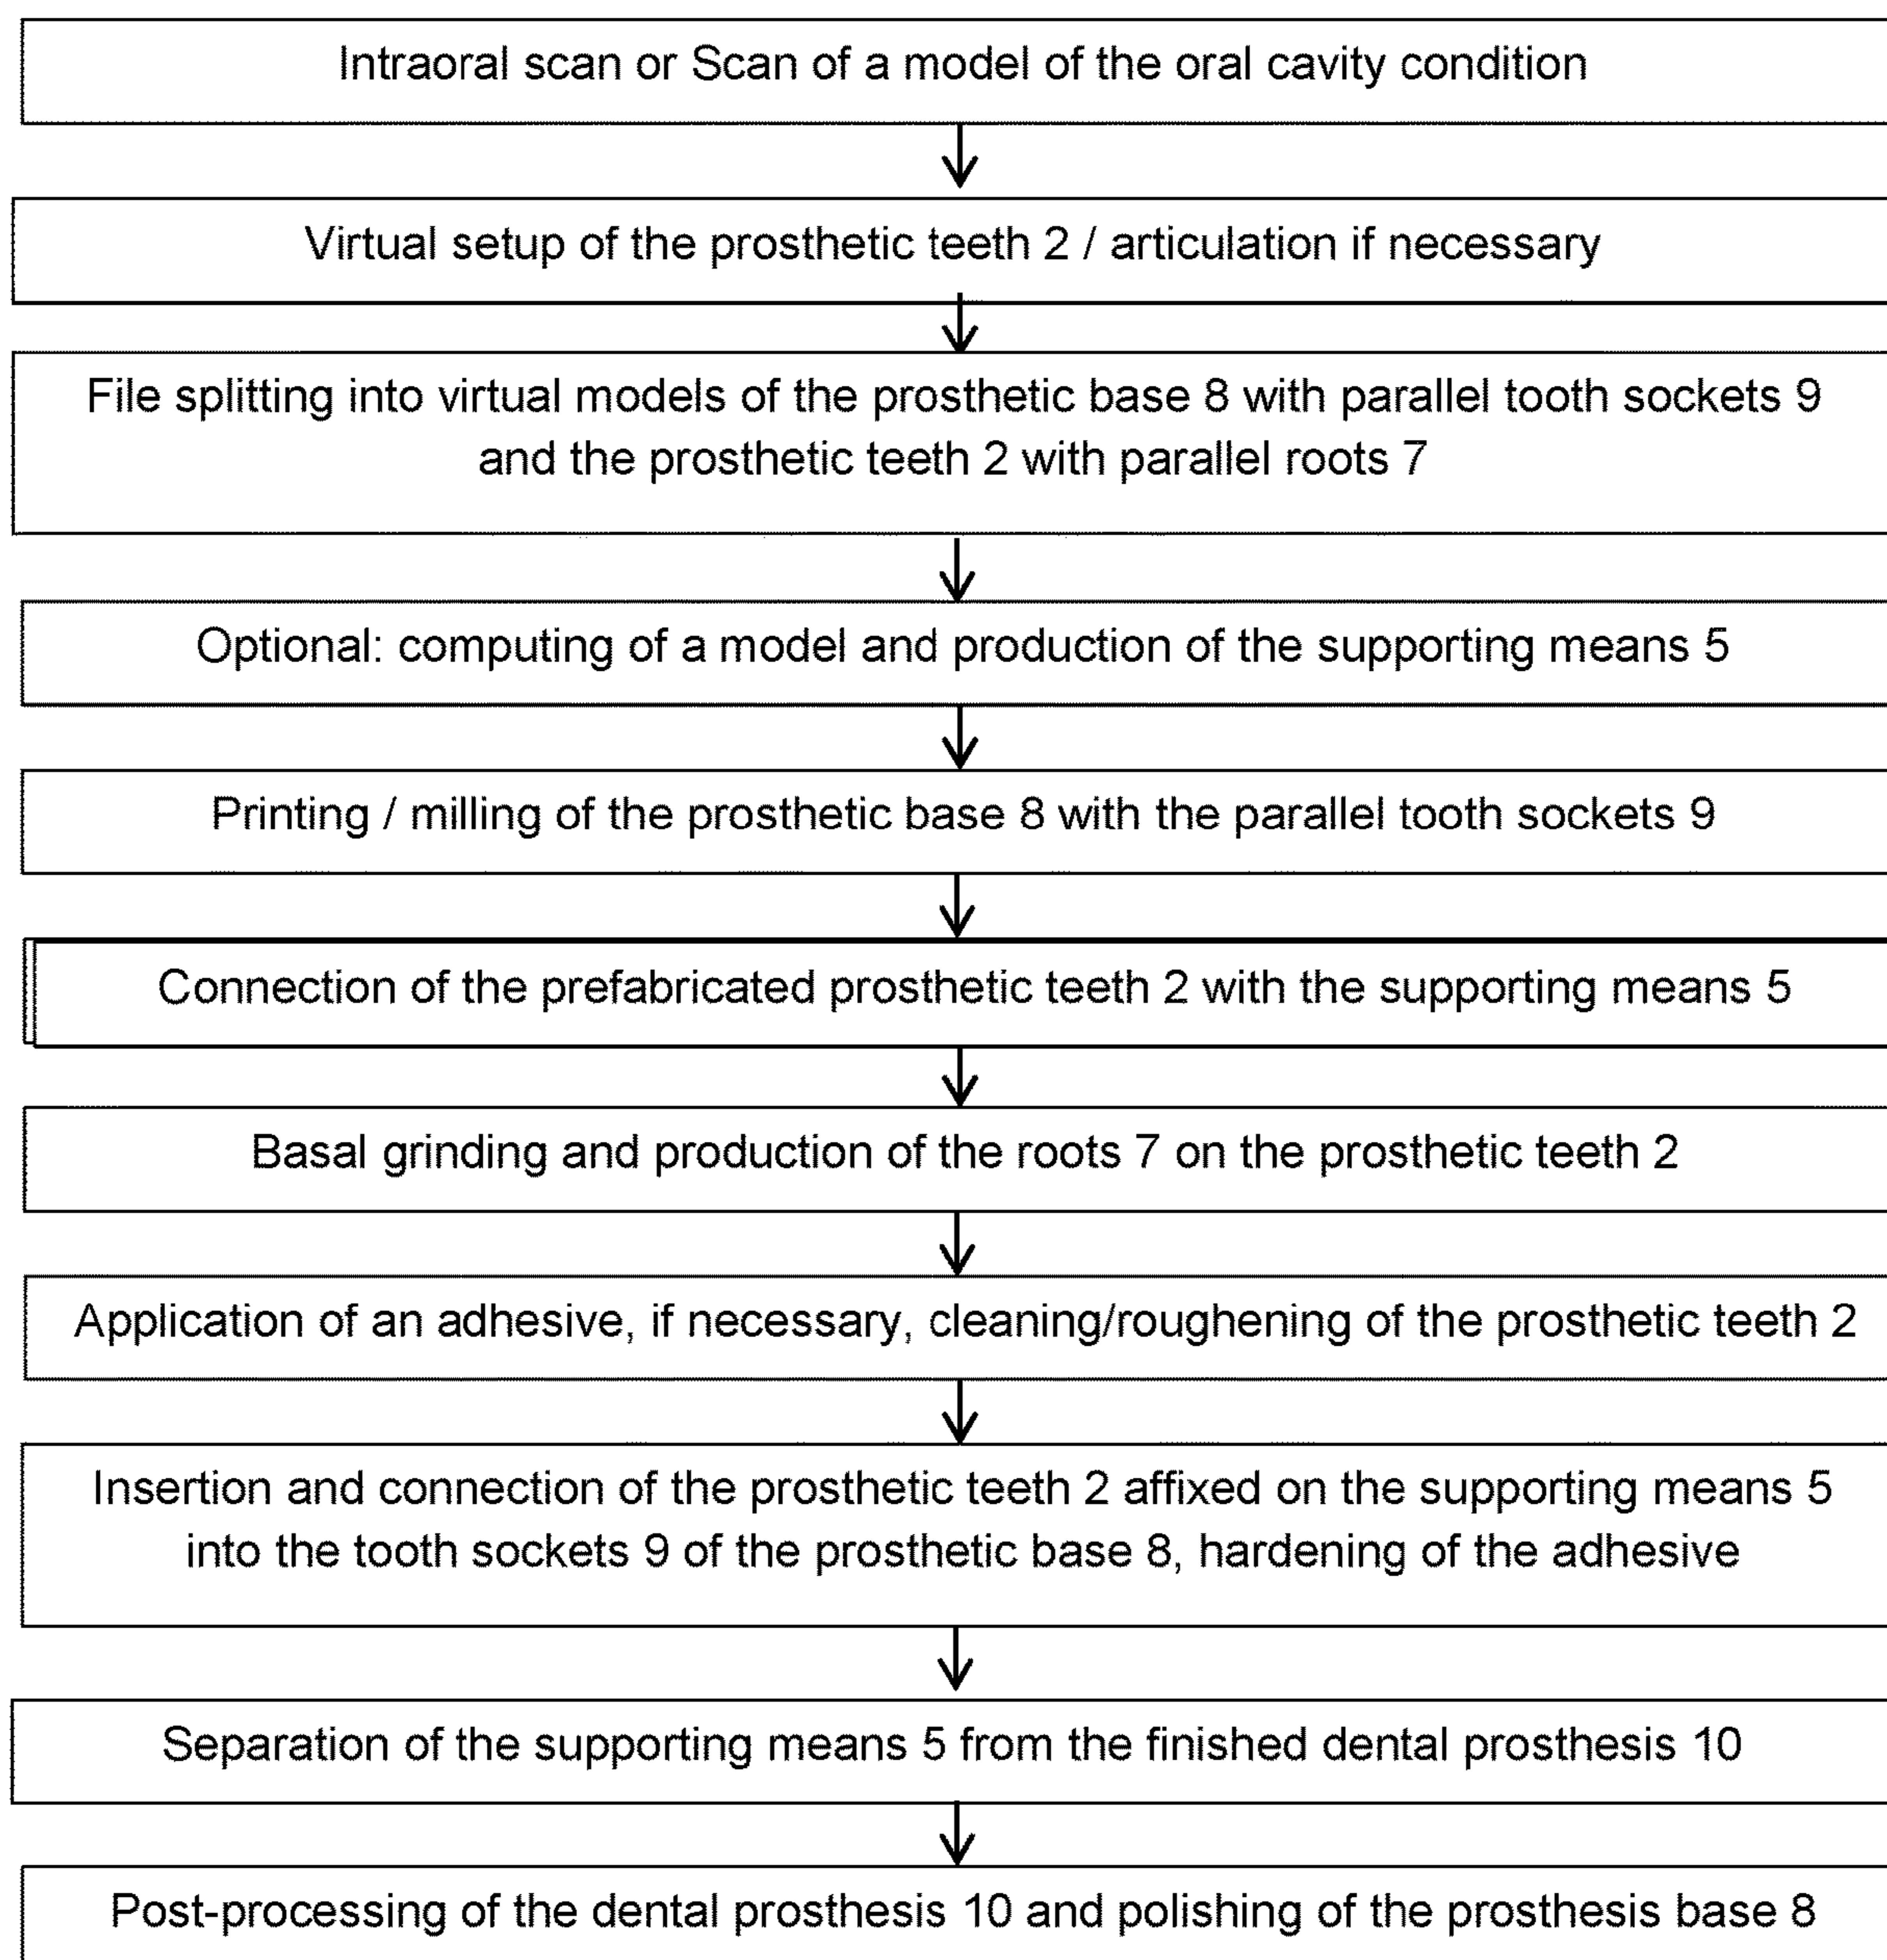 Intraoral scan or Scan of a model of the oral cavity condition
Virtual setup of the prosthetic teeth 2 / articulation if necessary
File splitting into virtual models of the prosthetic base 8 with parallel tooth sockets 9
and the prosthetic teeth 2 with parallel roots 7
Optional: computing of a model and production of the supporting means 5
Printing / milling of the prosthetic base 8 with the parallel tooth sockets 9
Connection of the prefabricated prosthetic teeth 2 with the supporting means 5
Basal grinding and production of the roots 7 on the prosthetic teeth 2
Application of an adhesive, if necessary, cleaning/roughening of the prosthetic teeth 2
Insertion and connection of the prosthetic teeth 2 affixed on the supporting means 5
into the tooth sockets 9 of the prosthetic base 8, hardening of the adhesive
Separation of the supporting means 5 from the finished dental prosthesis 10
Post-processing of the dental prosthesis 10 and polishing of the prosthesis base 8